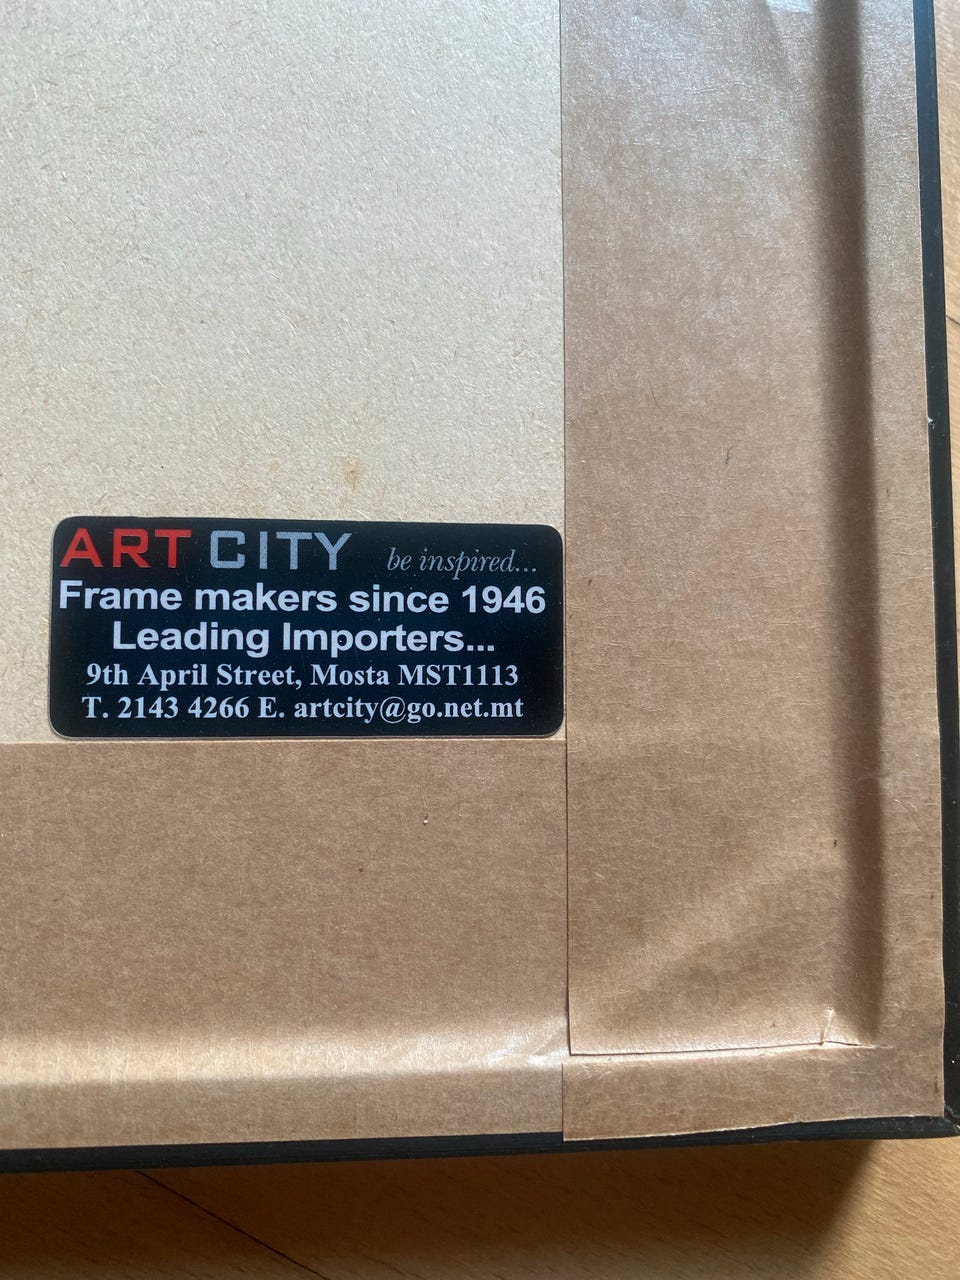 ART CITY be inspired...
Frame makers since 1946
Leading Importers...
9th April Street, Mosta MST1113
T. 2143 4266 E. artcity@go.net.mt